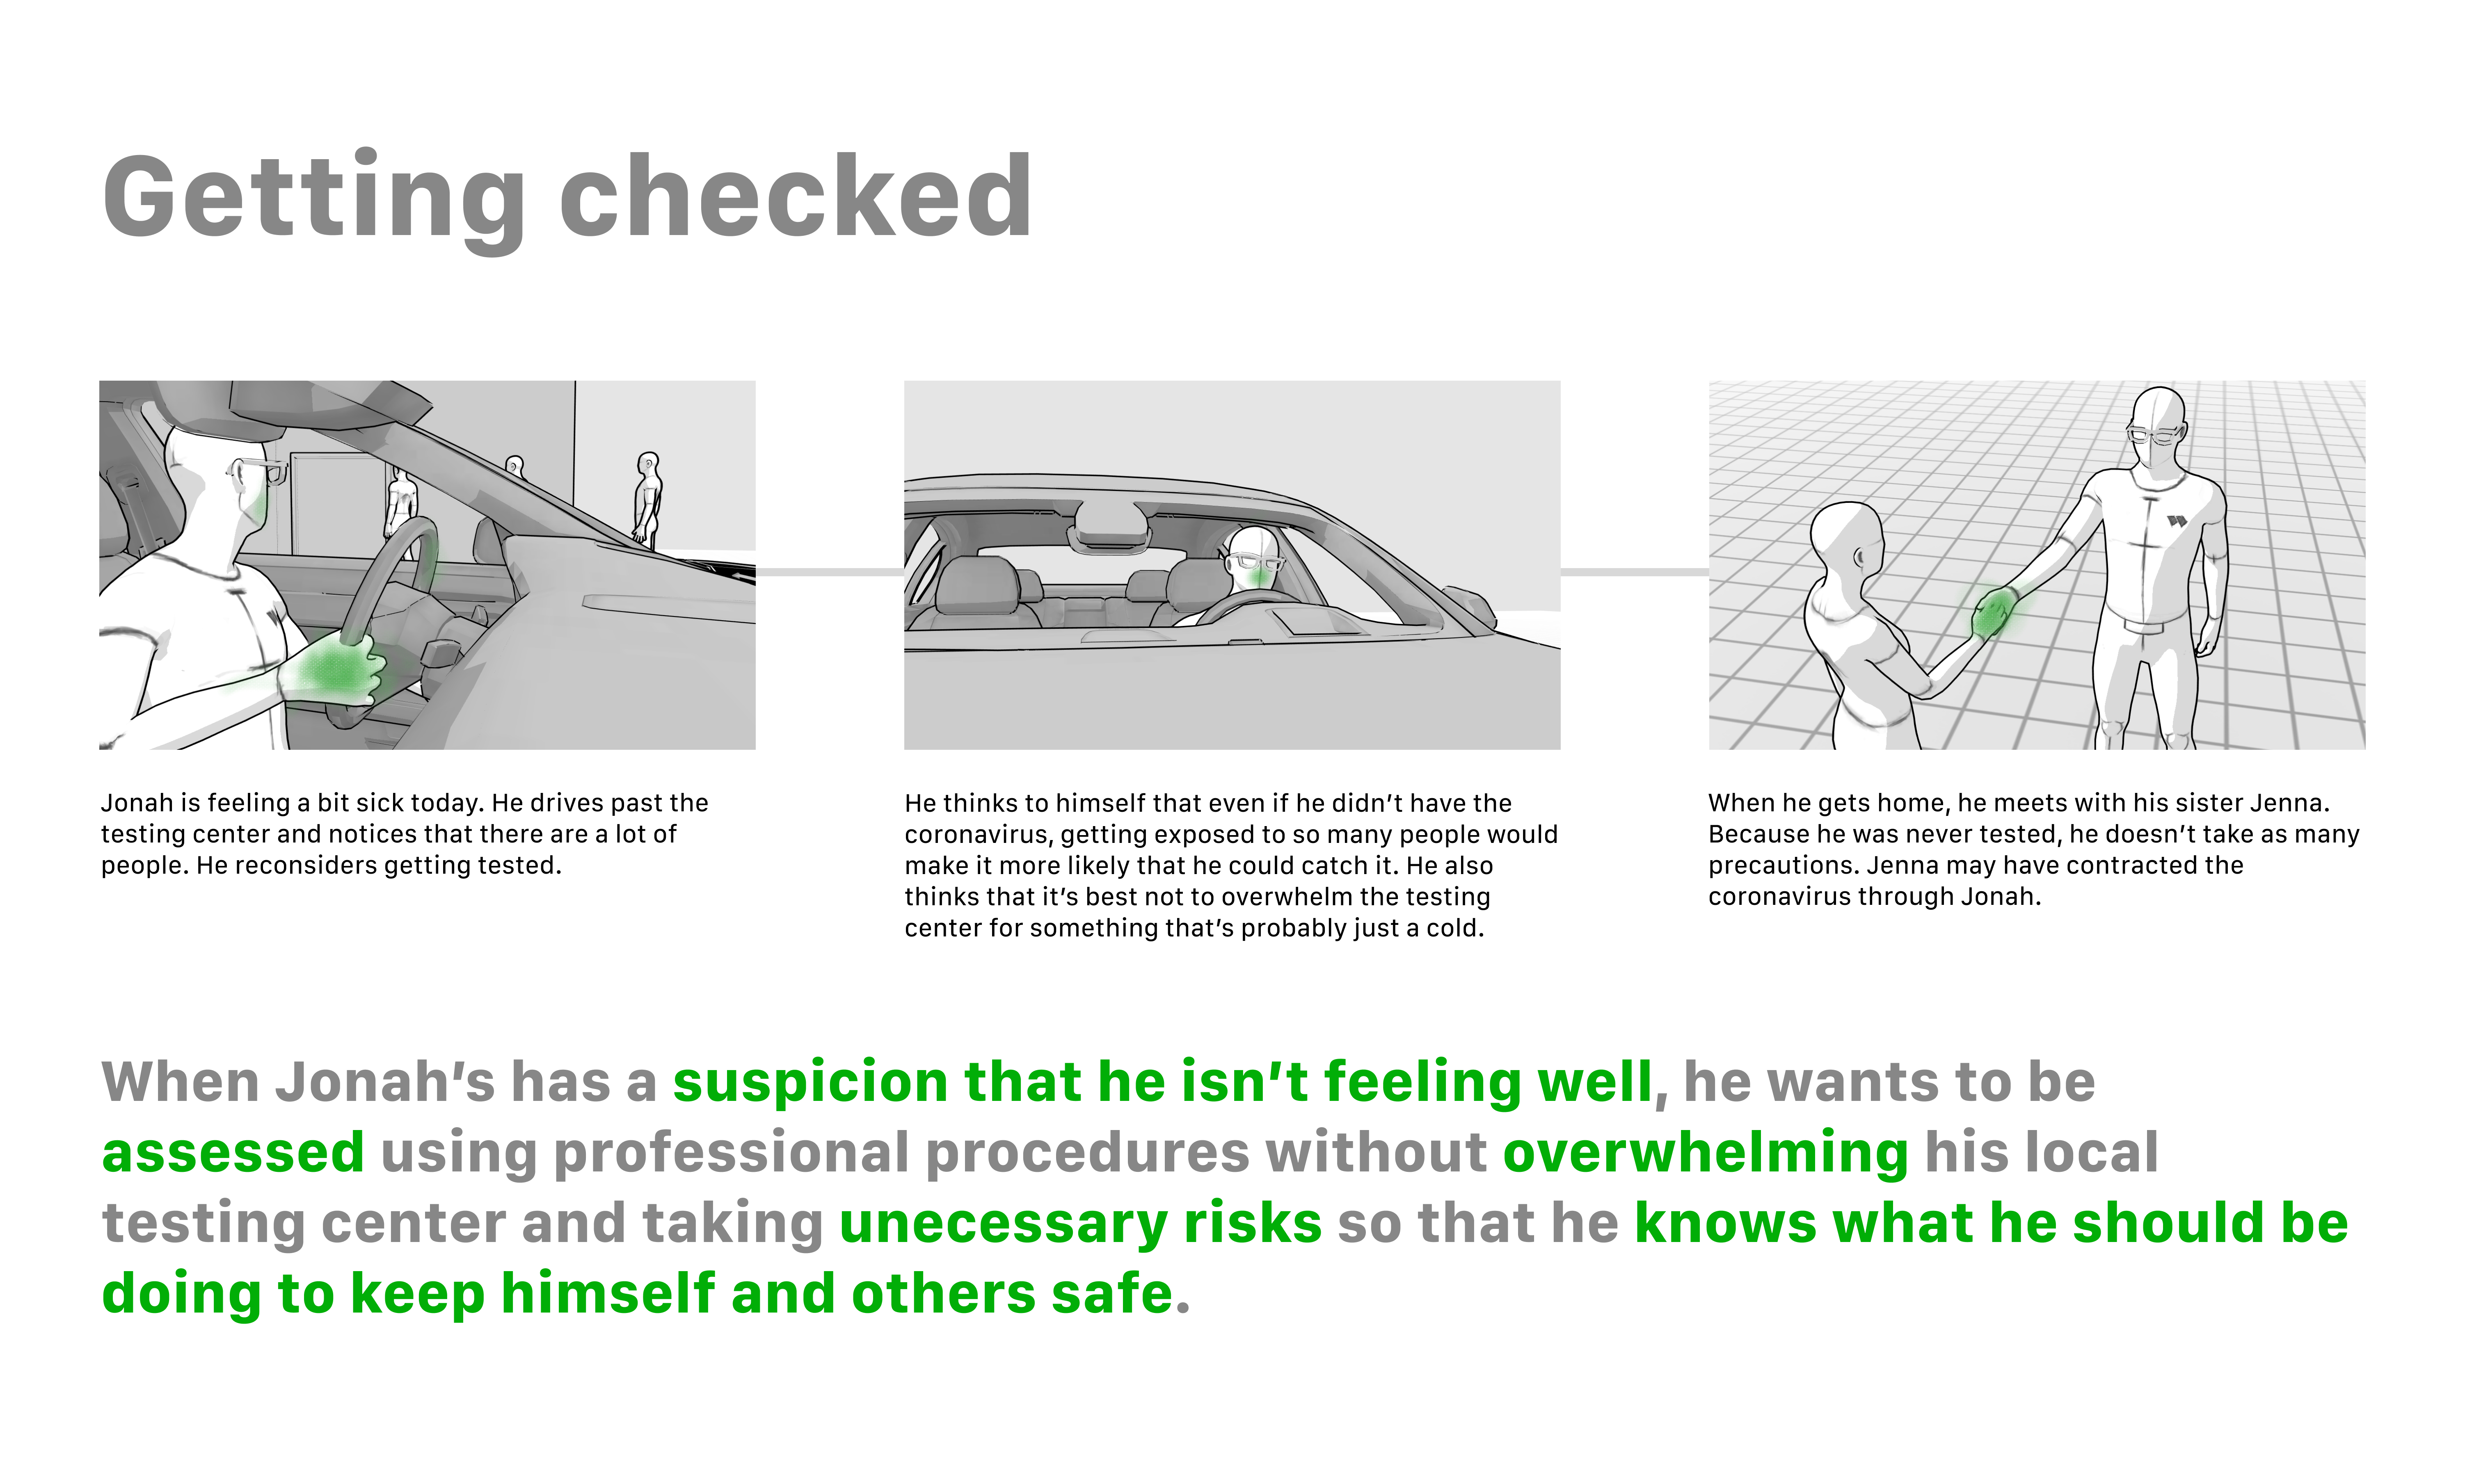 Getting checked
Jonah is feeling a bit sick today. He drives past the
testing center and notices that there are a lot of
people. He reconsiders getting tested.
He thinks to himself that even if he didn’t have the
coronavirus, getting exposed to so many people would
make it more likely that he could catch it. He also
thinks that it’s best not to overwhelm the testing
center for something that’s probably just a cold.
When he gets home, he meets with his sister Jenna.
Because he was never tested, he doesn’t take as many
precautions. Jenna may have contracted the
coronavirus through Jonah.
When Jonah’s has a suspicion that he isn’t feeling well, he wants to be
assessed using professional procedures without overwhelming his local
testing center and taking unecessary risks so that he knows what he should be
doing to keep himself and others safe.